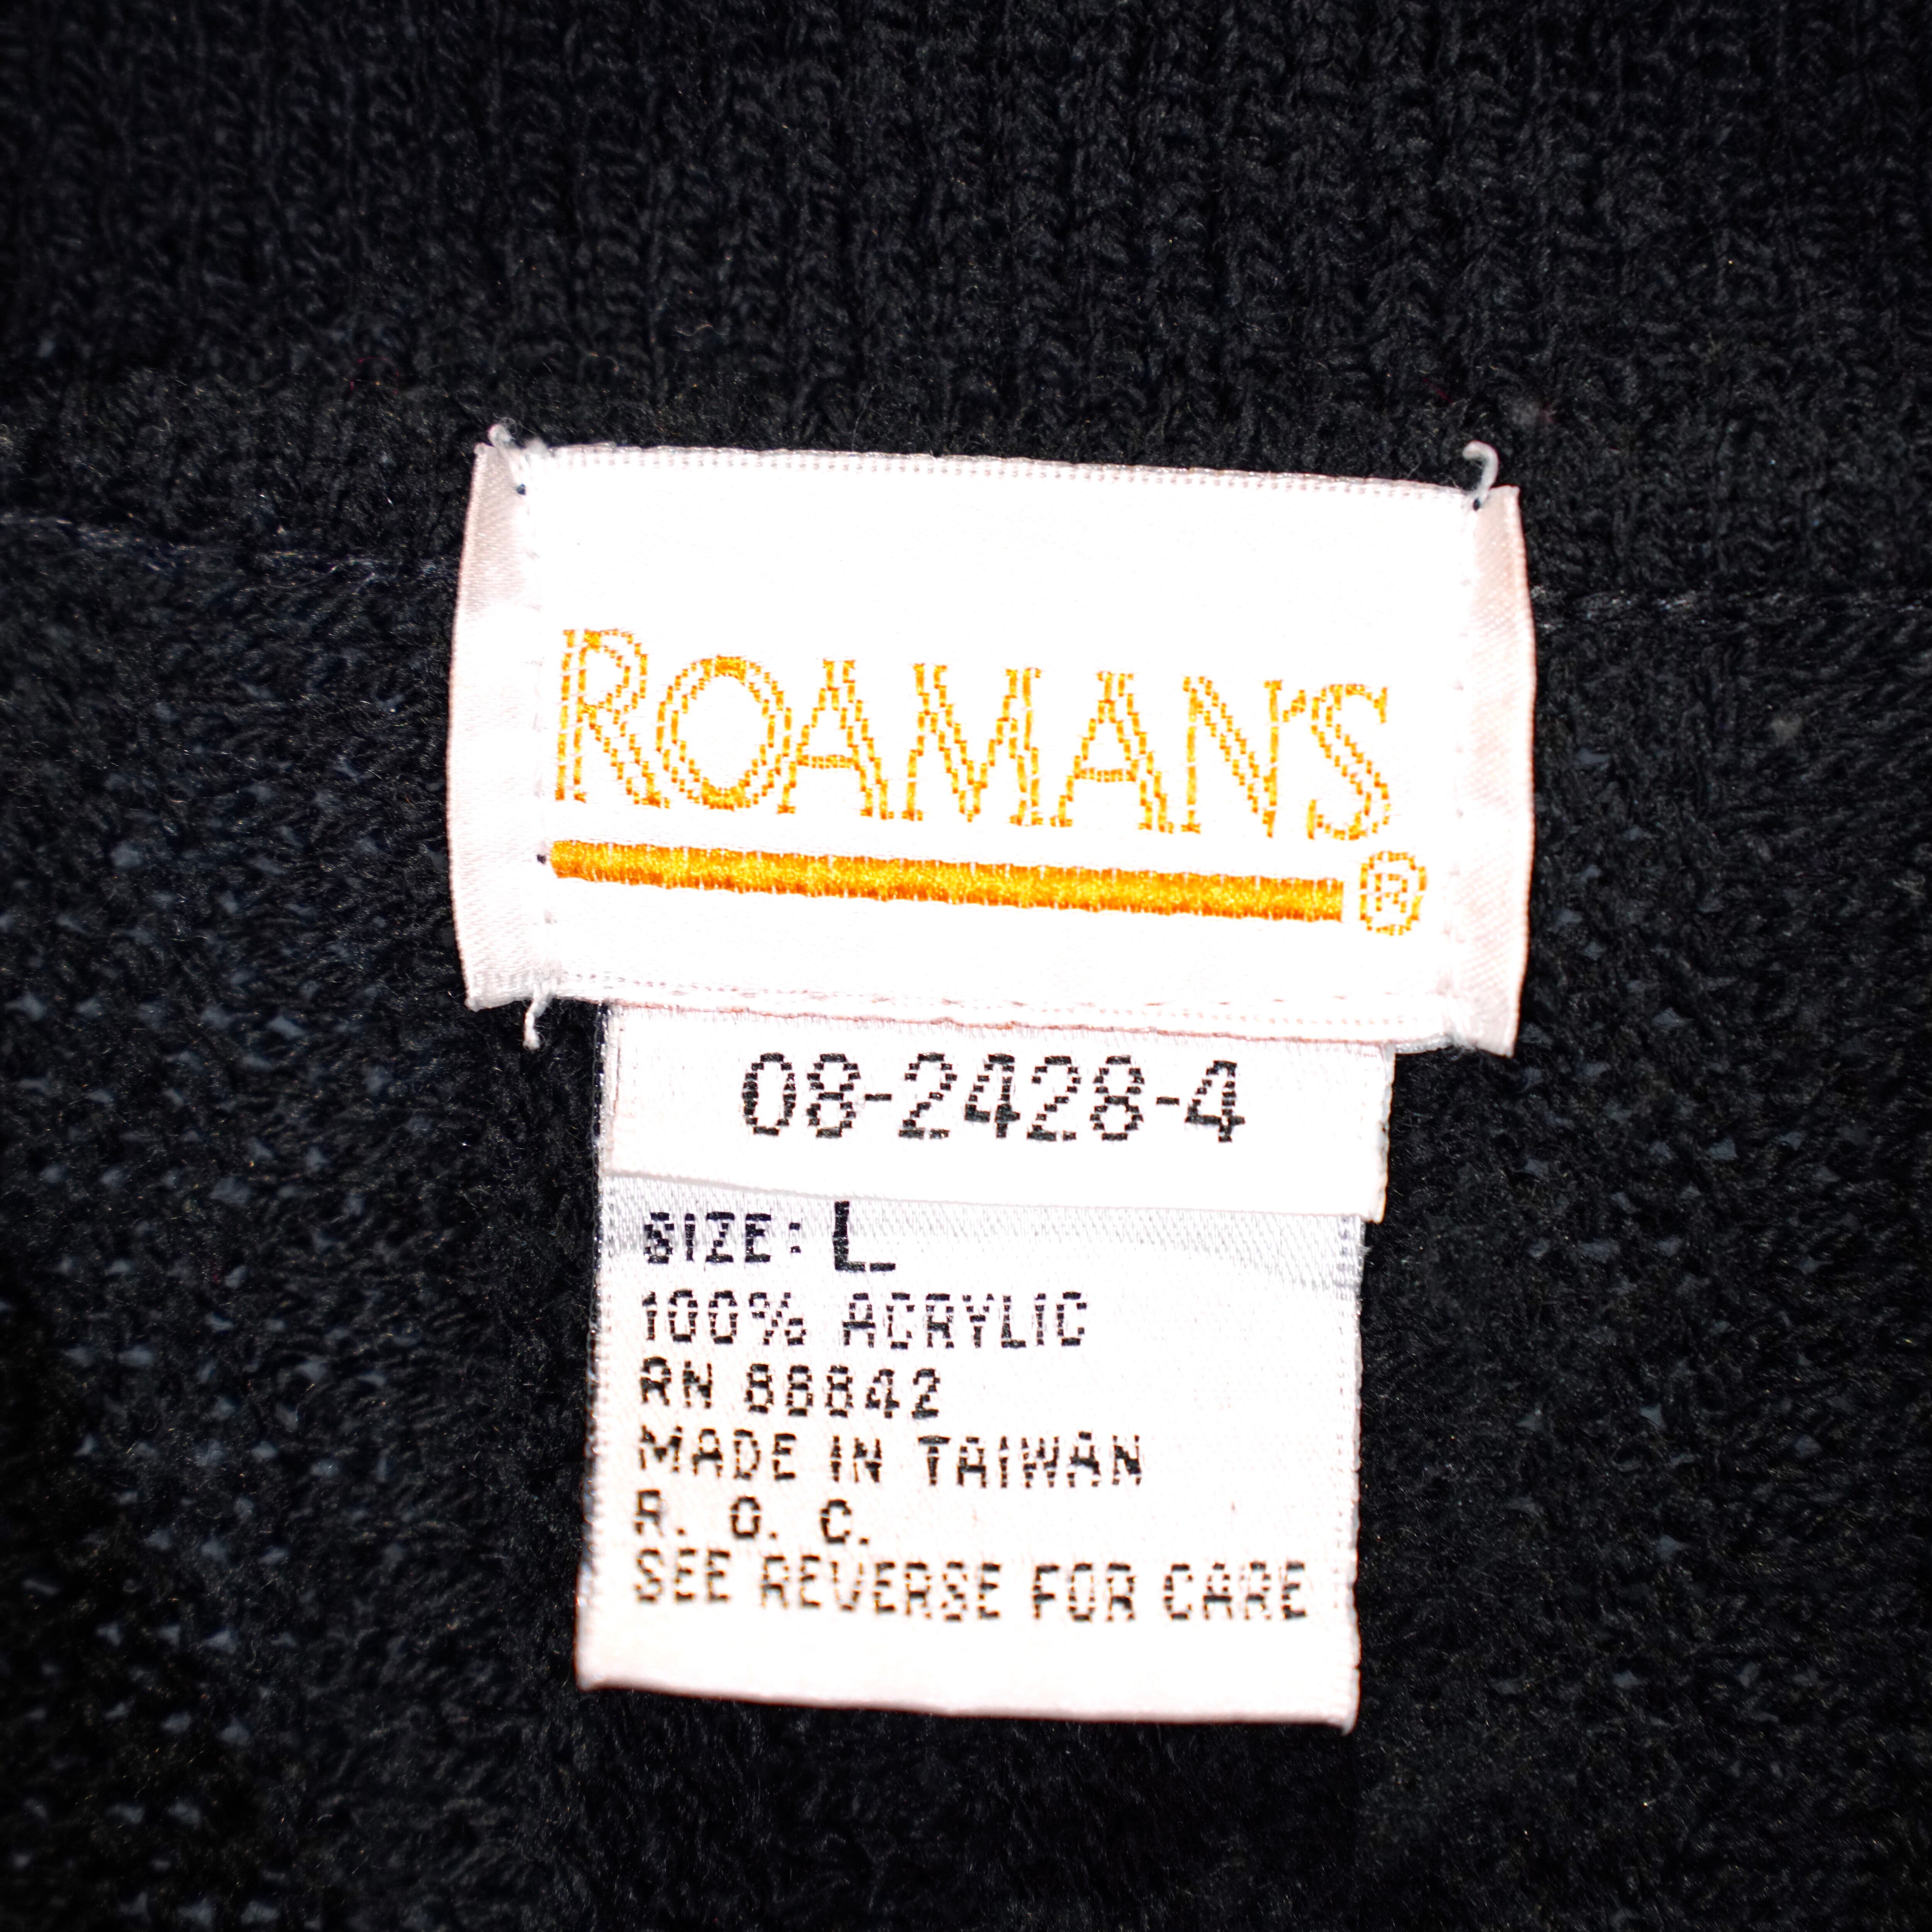 ROAMAN'S
®
08-2428-4
SIZE: L
100% ACRYLIC
RN 88842
MADE IN TAIWAN
R. O. C.
SEE REVERSE FOR CARE